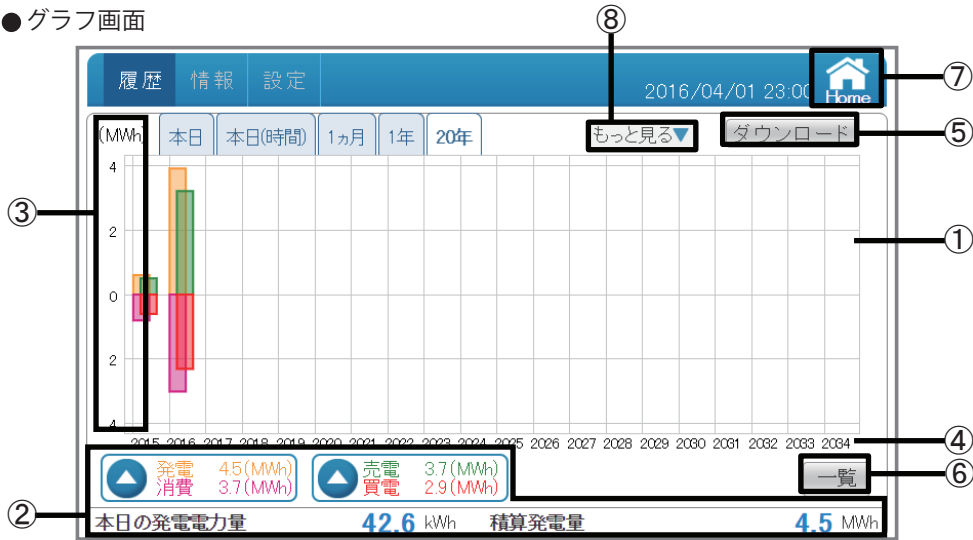 ●グラフ画面
⑧
履歴 情報 設定
2016/04/01 23:00
Home
⑦
(MWh) 本日 本日(時間) 1ヵ月 1年 20年 もっと見る▼ ダウンロード
⑤
4
③
2
①
0
2
4
2015 2016 2017 2018 2019 2020 2021 2022 2023 2024 2025 2026 2027 2028 2029 2030 2031 2032 2033 2034
④
発電 4.5(MWh) 売電 3.7(MWh)
消費 3.7(MWh) 買電 2.9(MWh)
一覧
⑥
②
本日の発電電力量 42.6 kWh 積算発電量 4.5 MWh